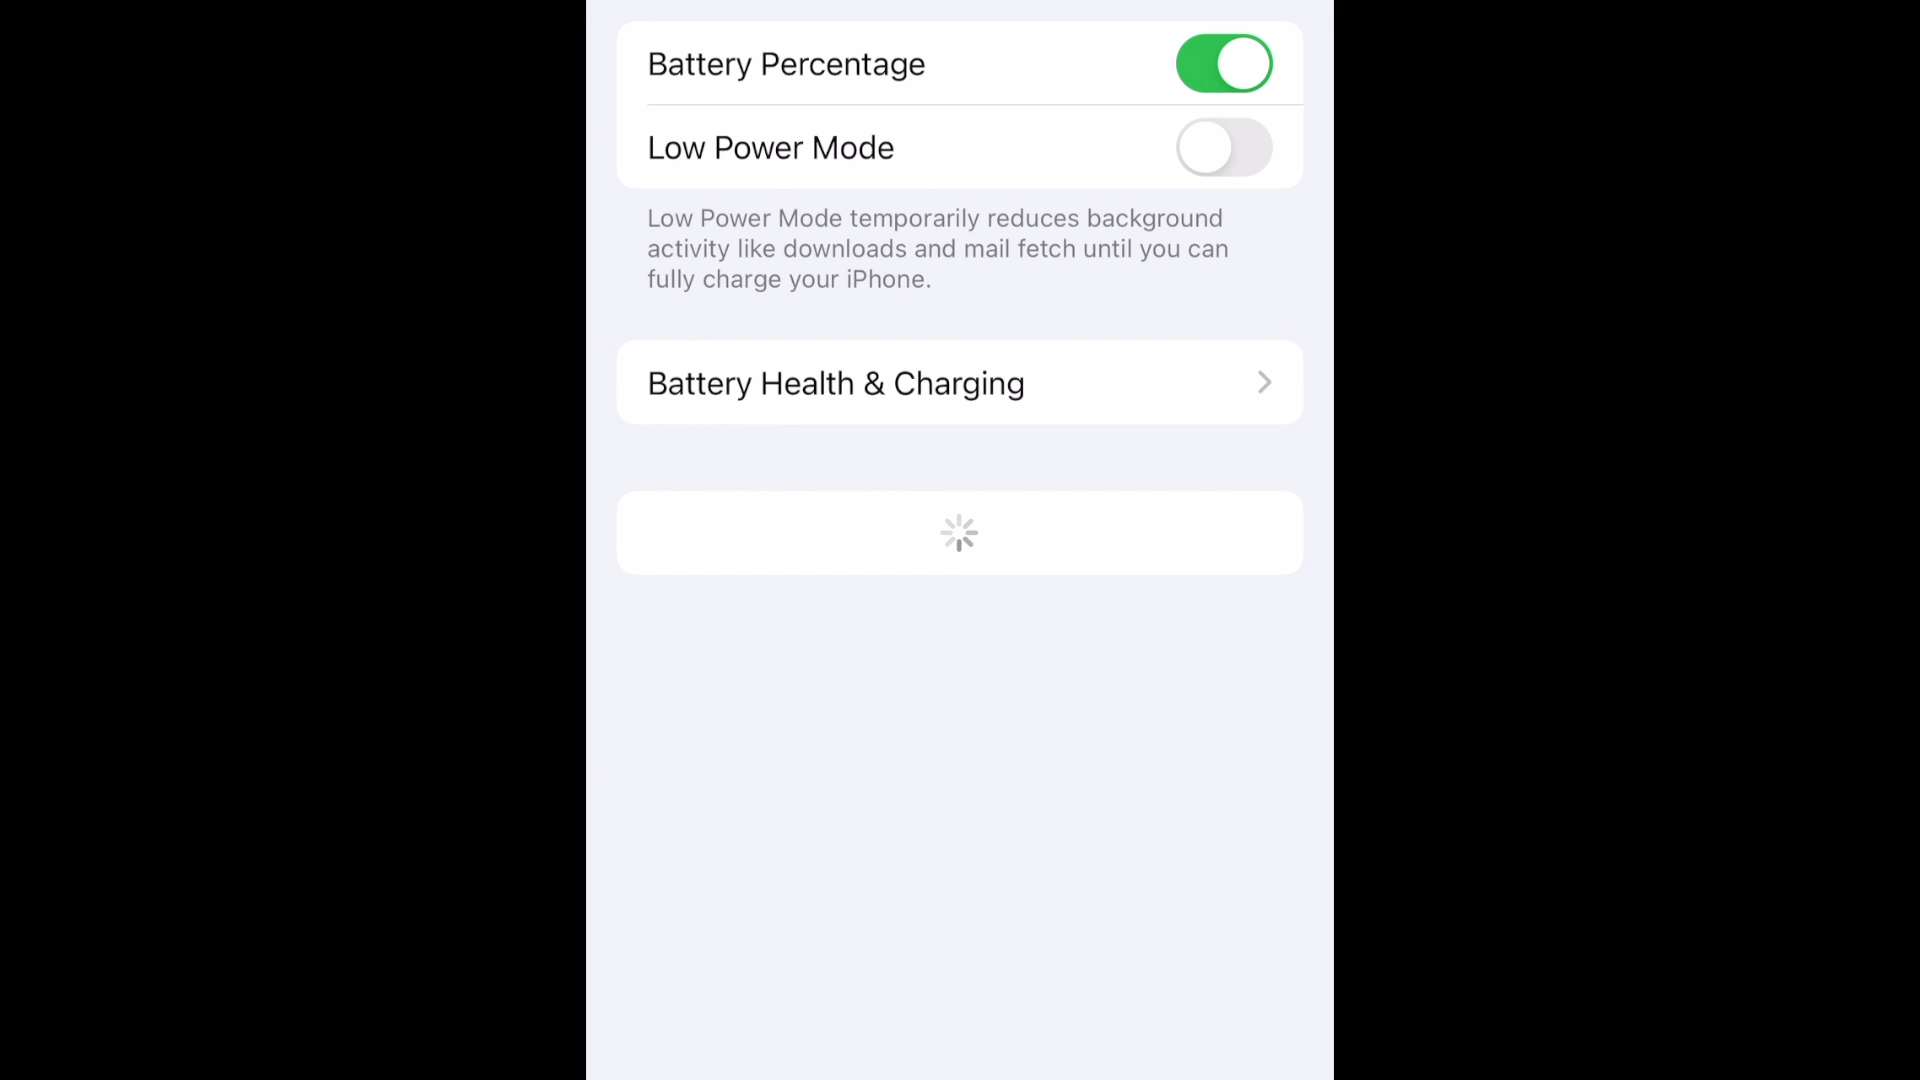 Battery Percentage
Low Power Mode
Low Power Mode temporarily reduces background
activity like downloads and mail fetch until you can
fully charge your iPhone.
Battery Health & Charging